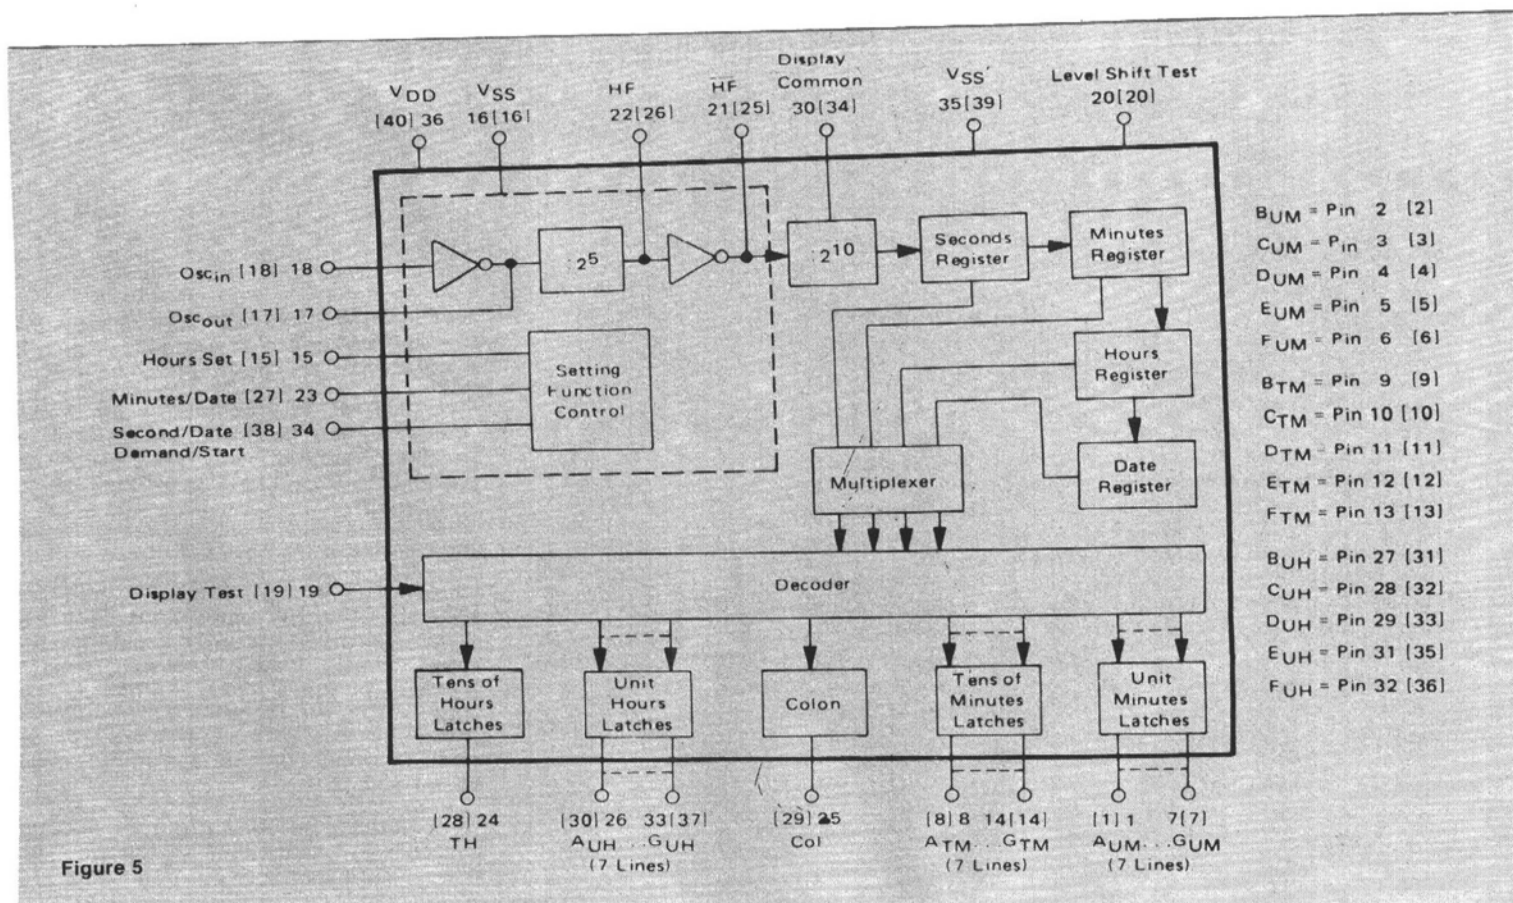 Display
Common
30[34]
VDD
[40] 36
VSS
16[16]
HF
22[26]
HF
21[25]
VSS'
35[39]
Level Shift Test
20[20]
Oscin [18] 18
Oscout [17] 17
Hours Set [15] 15
Minutes/Date [27] 23
Second/Date [38] 34
Demand/Start
2⁵
2¹⁰
Seconds
Register
Minutes
Register
Hours
Register
Date
Register
Setting
Function
Control
Multiplexer
Display Test [19] 19
Decoder
Tens of
Hours
Latches
Unit
Hours
Latches
Colon
Tens of
Minutes
Latches
Unit
Minutes
Latches
[28] 24
TH
[30] 26 33[37]
AUH . . . GUH
(7 Lines)
[29] 25
Col
[8] 8 14[14]
ATM . . . GTM
(7 Lines)
[1] 1 7[7]
AUM . . . GUM
(7 Lines)
BUM = Pin 2 [2]
CUM = Pin 3 [3]
DUM = Pin 4 [4]
EUM = Pin 5 [5]
FUM = Pin 6 [6]
BTM = Pin 9 [9]
CTM = Pin 10 [10]
DTM = Pin 11 [11]
ETM = Pin 12 [12]
FTM = Pin 13 [13]
BUH = Pin 27 [31]
CUH = Pin 28 [32]
DUH = Pin 29 [33]
EUH = Pin 31 [35]
FUH = Pin 32 [36]
Figure 5